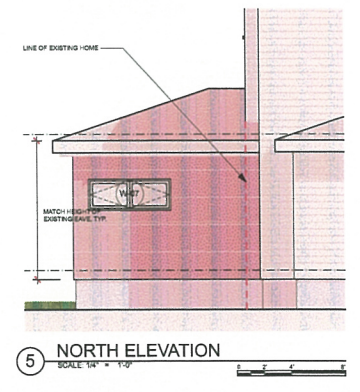 LINE OF EXISTING HOME
W-07
MATCH HEIGHT OF
EXISTING EAVE, TYP.
5
NORTH ELEVATION
SCALE 1/4" = 1'-0"
0 2' 4' 8'